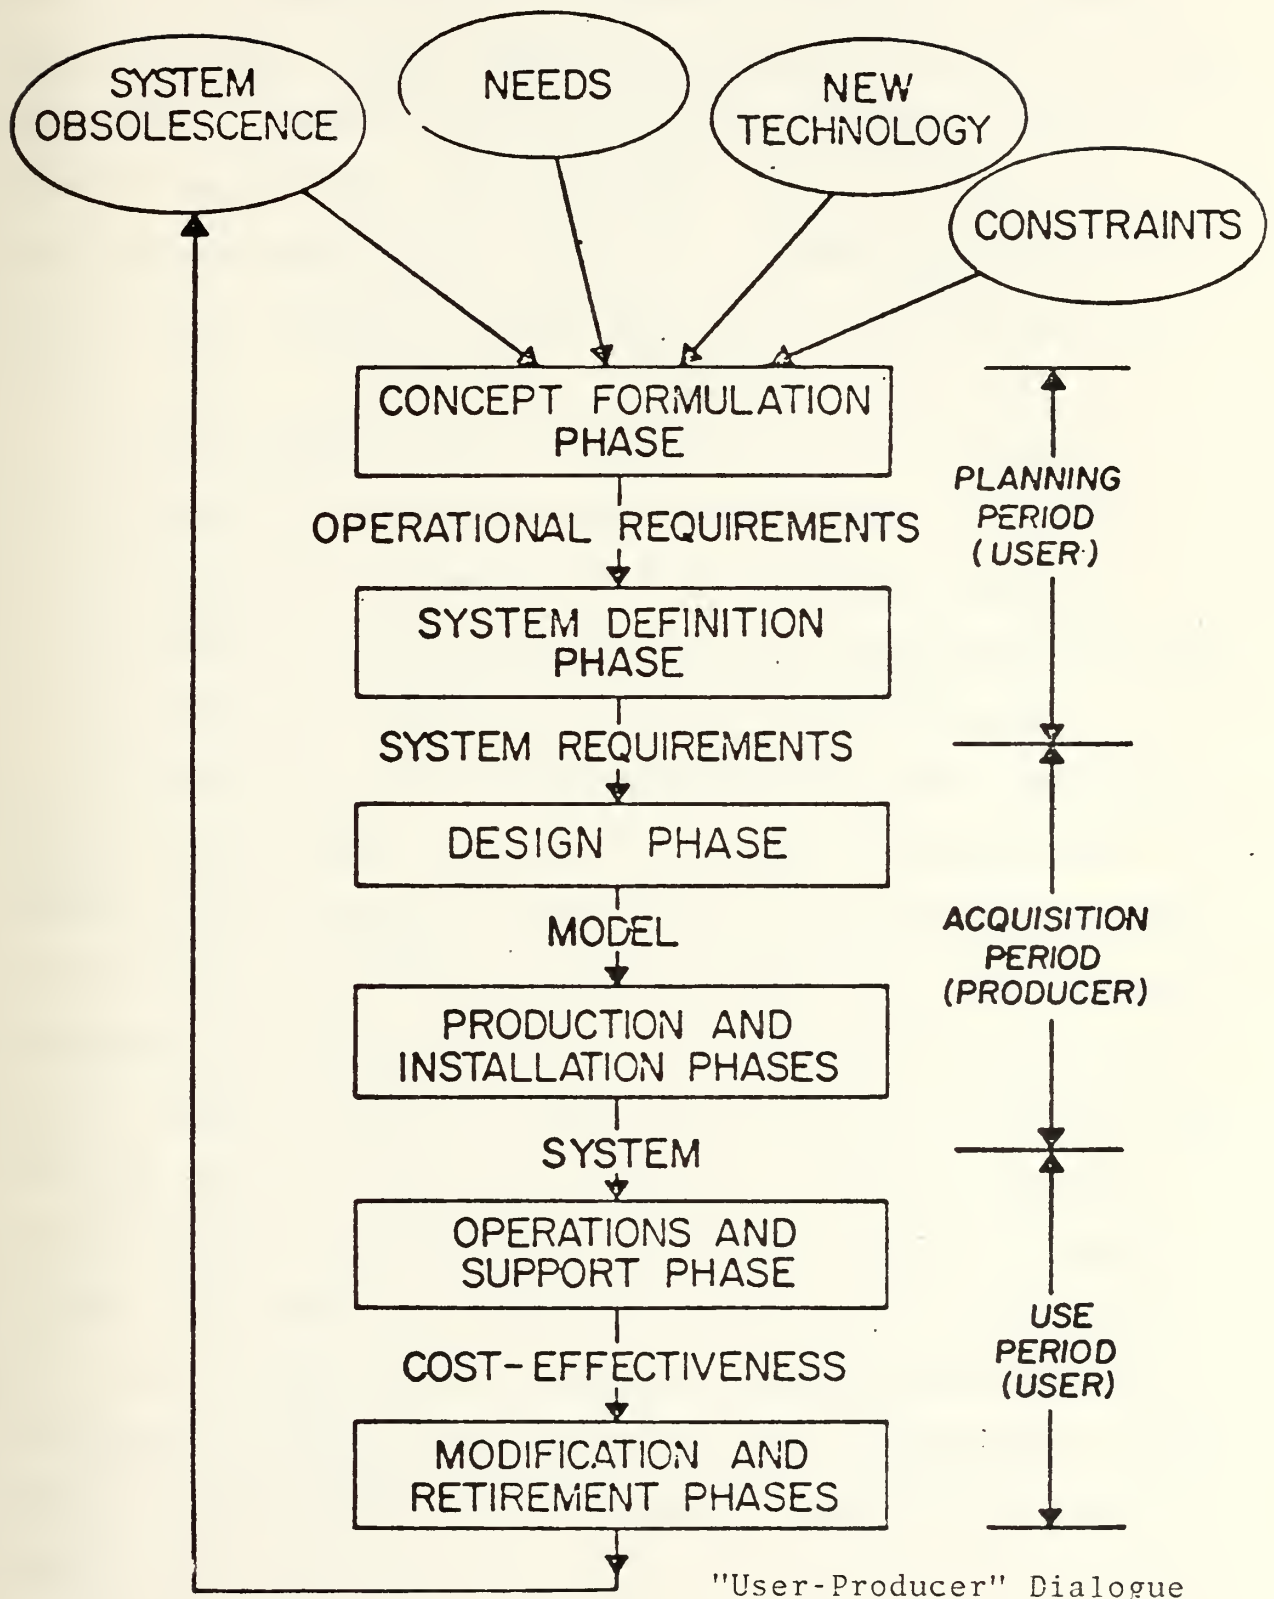 SYSTEM
OBSOLESCENCE
NEEDS
NEW
TECHNOLOGY
CONSTRAINTS
CONCEPT FORMULATION
PHASE
OPERATIONAL REQUIREMENTS
SYSTEM DEFINITION
PHASE
SYSTEM REQUIREMENTS
DESIGN PHASE
MODEL
PRODUCTION AND
INSTALLATION PHASES
SYSTEM
OPERATIONS AND
SUPPORT PHASE
COST-EFFECTIVENESS
MODIFICATION AND
RETIREMENT PHASES
PLANNING
PERIOD
(USER)
ACQUISITION
PERIOD
(PRODUCER)
USE
PERIOD
(USER)
"User-Producer" Dialogue